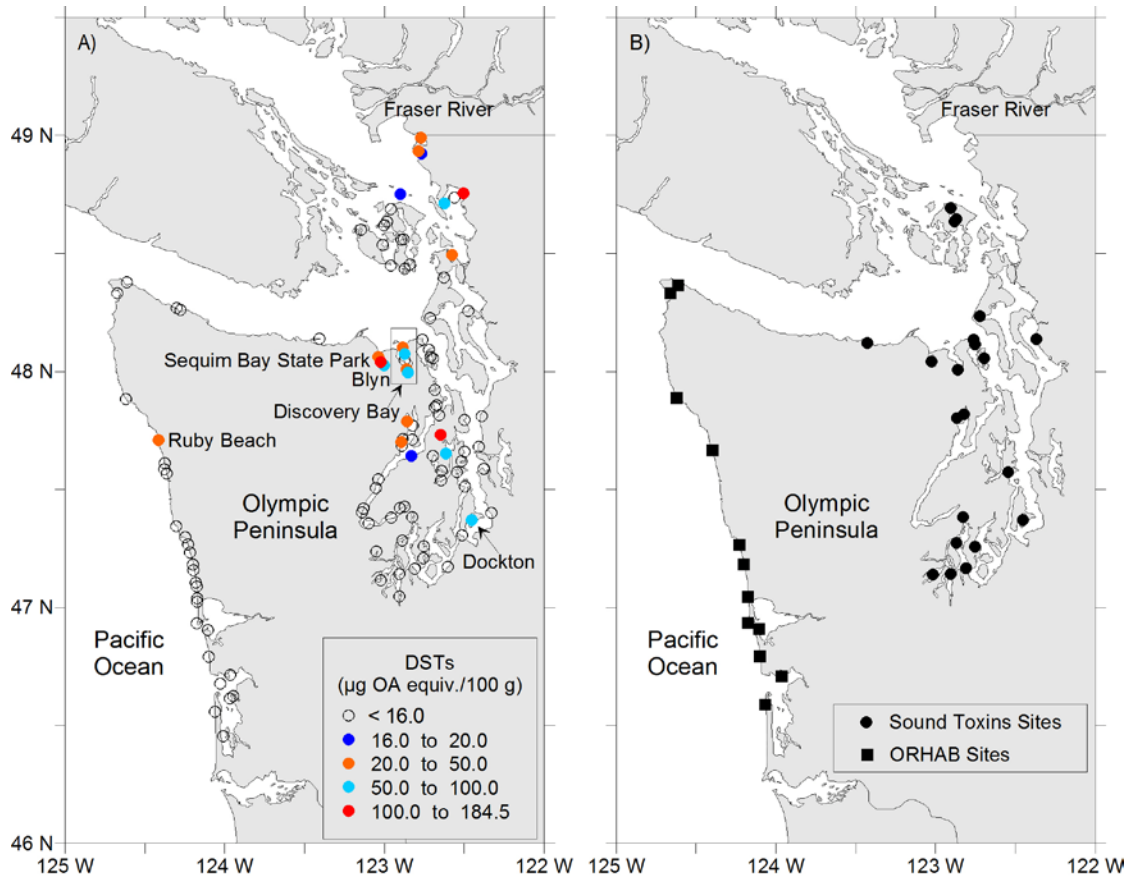 A)
Fraser River
49 N
48 N
47 N
46 N
Sequim Bay State Park
Blyn
Discovery Bay
Ruby Beach
Olympic
Peninsula
Dockton
Pacific
Ocean
DSTs
(µg OA equiv./100 g)
< 16.0
16.0 to 20.0
20.0 to 50.0
50.0 to 100.0
100.0 to 184.5
125 W
124 W
123 W
122 W
B)
Fraser River
Olympic
Peninsula
Pacific
Ocean
Sound Toxins Sites
ORHAB Sites
125 W
124 W
123 W
122 W